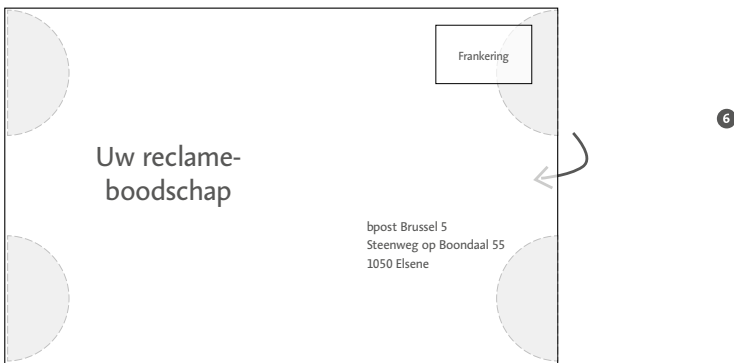 Frankering
6
Uw reclame-
boodschap
bpost Brussel 5
Steenweg op Boondaal 55
1050 Elsene